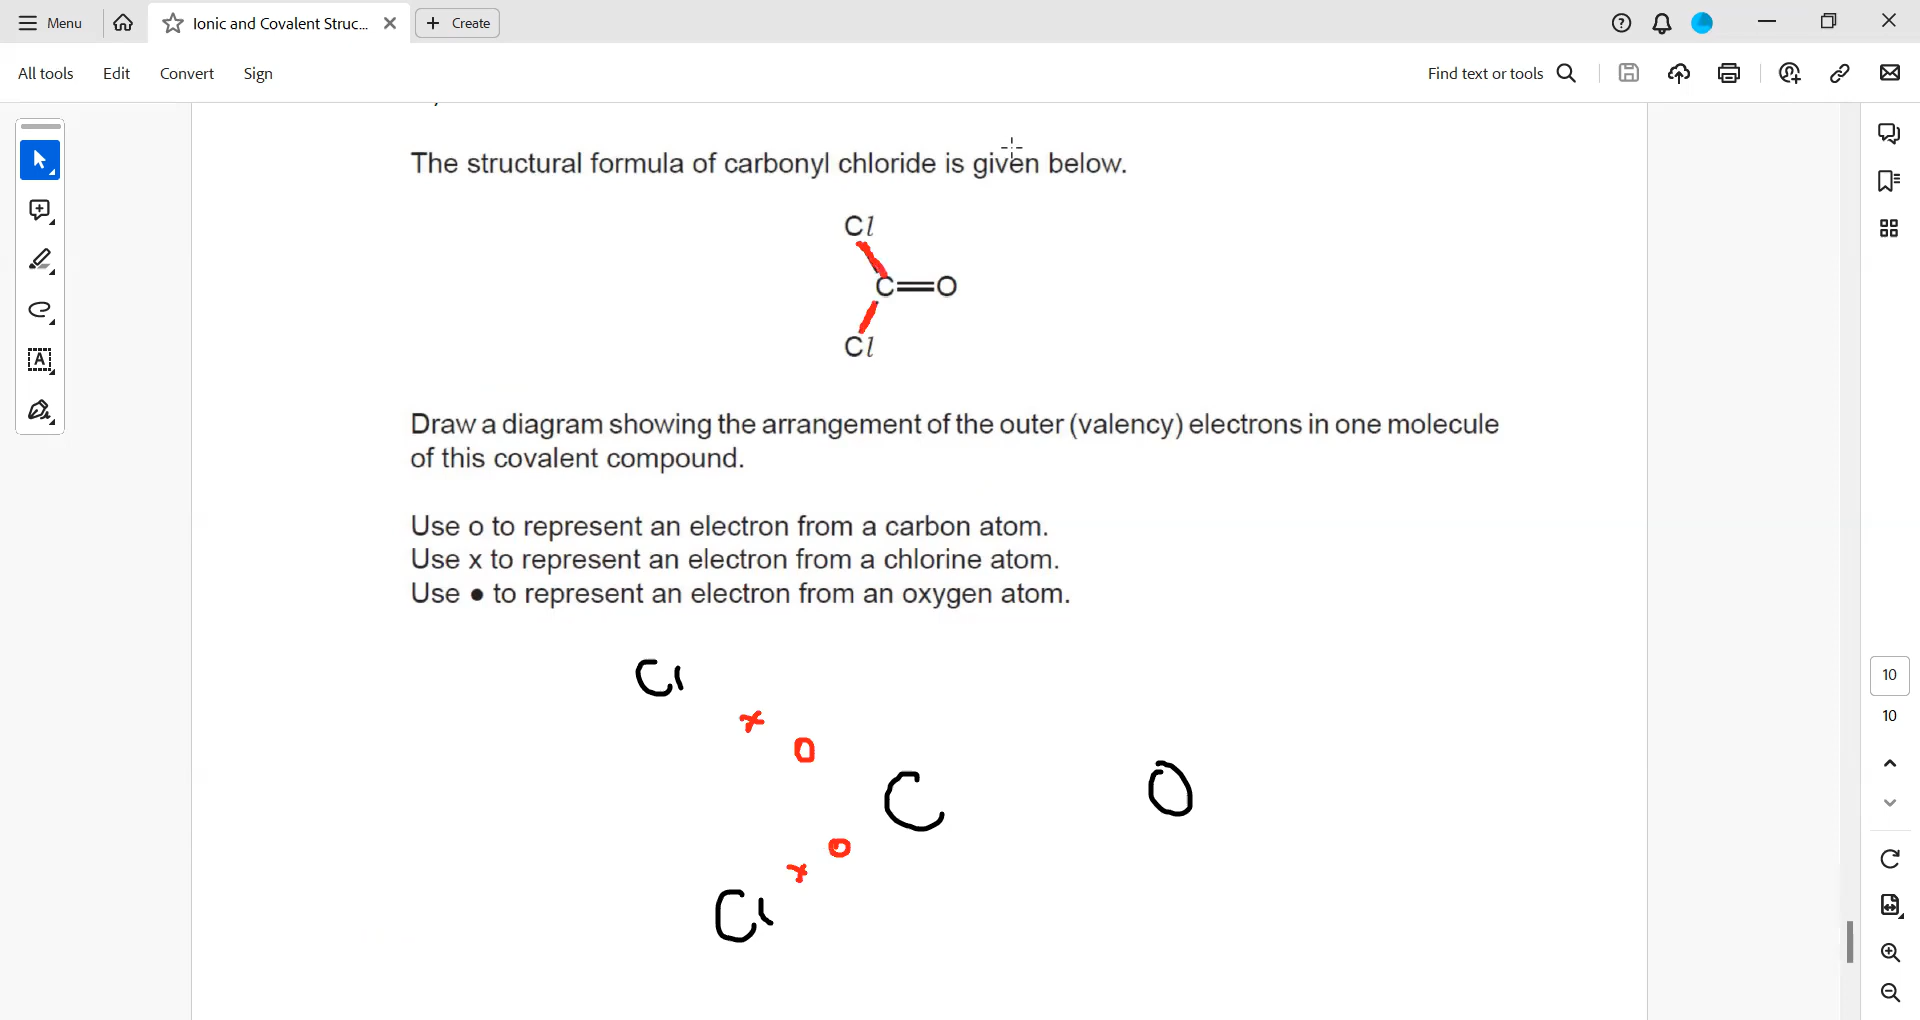 Menu
Ionic and Covalent Struc...
Create
All tools
Edit
Convert
Sign
Find text or tools
The structural formula of carbonyl chloride is given below.
Cl
C=O
Cl
Draw a diagram showing the arrangement of the outer (valency) electrons in one molecule
of this covalent compound.
Use o to represent an electron from a carbon atom.
Use x to represent an electron from a chlorine atom.
Use ● to represent an electron from an oxygen atom.
Cl
x
o
C
O
o
x
Cl
10
10